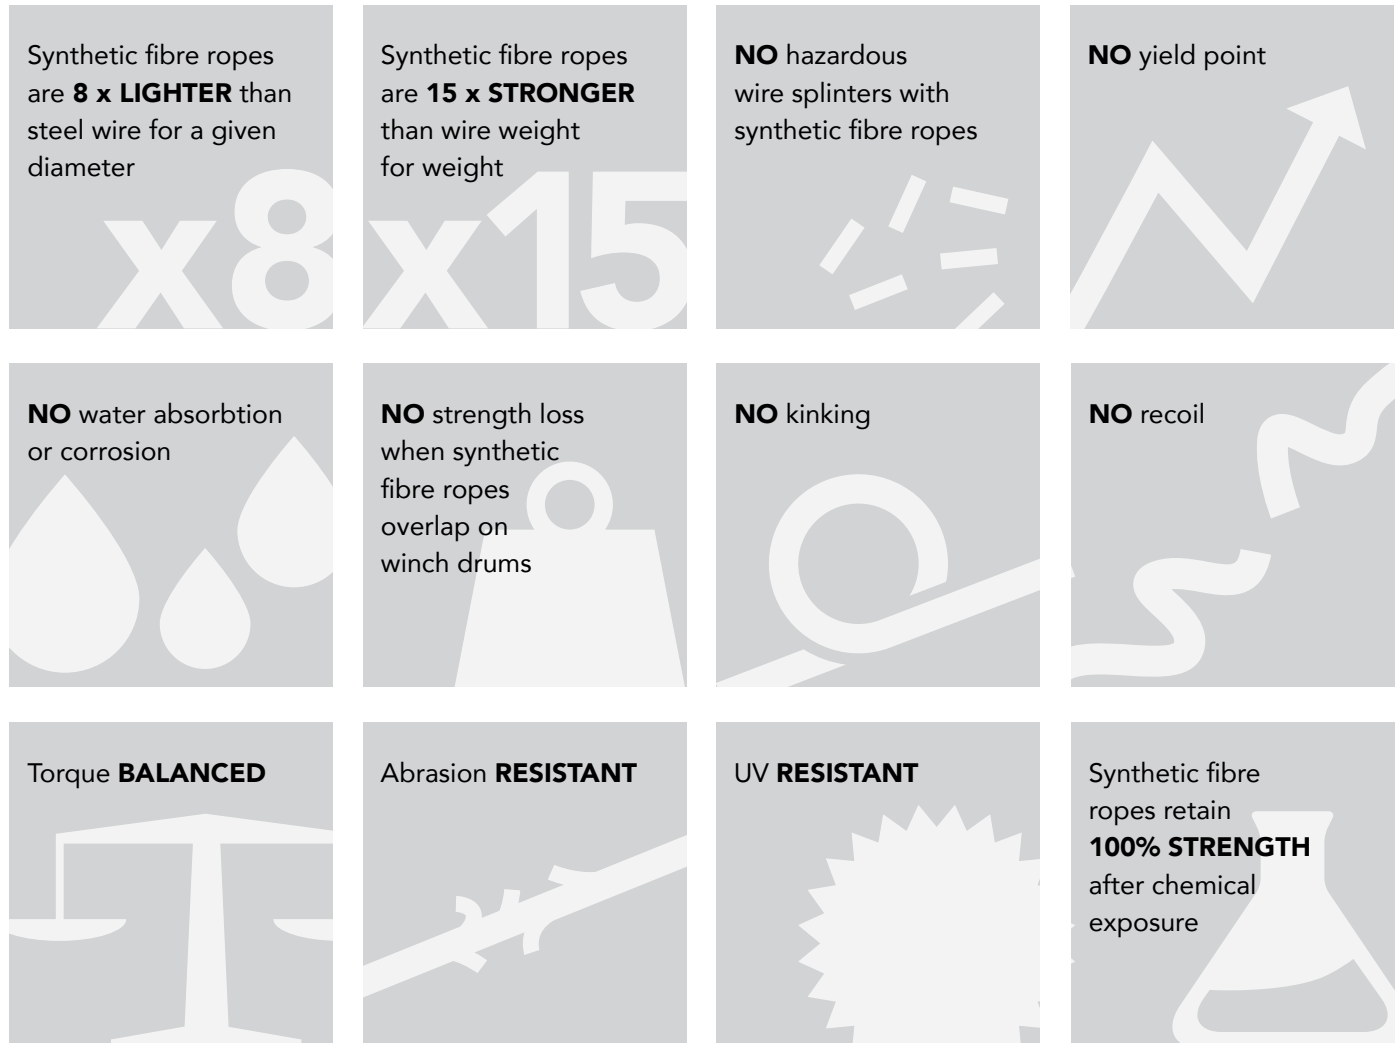 Synthetic fibre ropes
are 8 x LIGHTER than
steel wire for a given
diameter
x8
Synthetic fibre ropes
are 15 x STRONGER
than wire weight
for weight
x15
NO hazardous
wire splinters with
synthetic fibre ropes
NO yield point
NO water absorbtion
or corrosion
NO strength loss
when synthetic
fibre ropes
overlap on
winch drums
NO kinking
NO recoil
Torque BALANCED
Abrasion RESISTANT
UV RESISTANT
Synthetic fibre
ropes retain
100% STRENGTH
after chemical
exposure